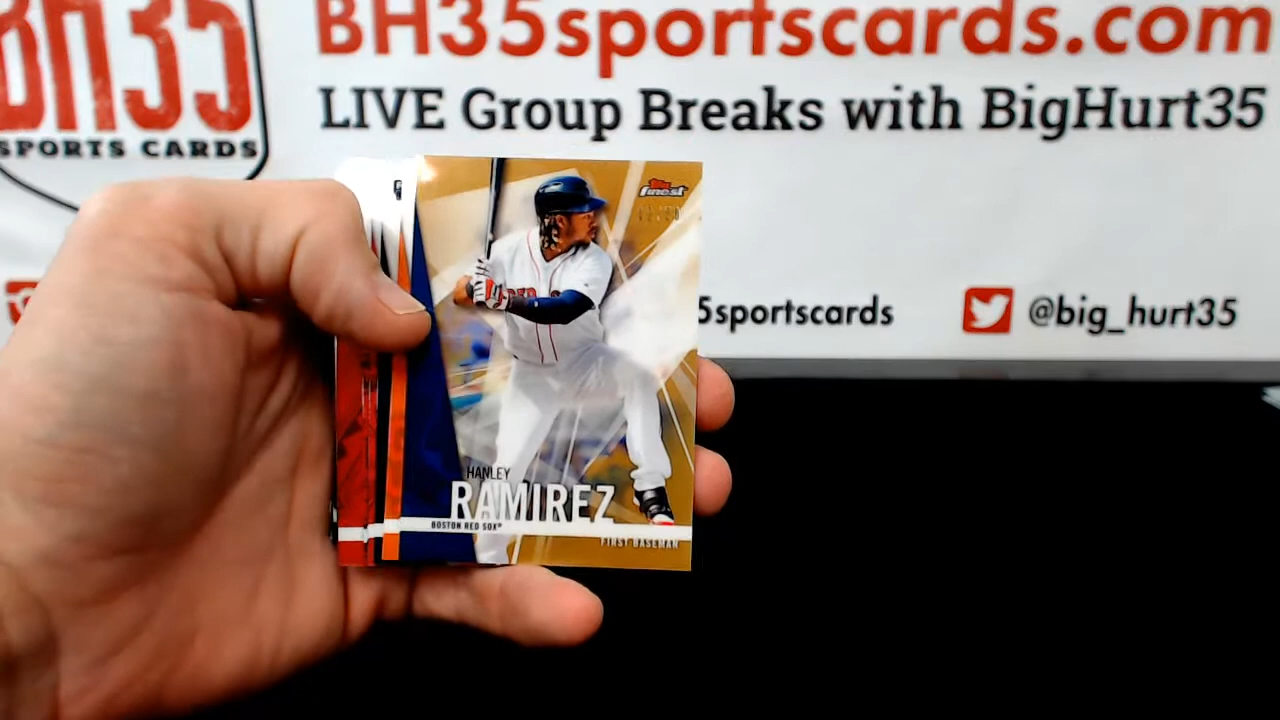 BH35
SPORTS CARDS
BH35sportscards.com
LIVE Group Breaks with BigHurt35
5sportscards
@big_hurt35
Topps
finest
HANLEY
RAMIREZ
BOSTON RED SOX
FIRST BASEMAN